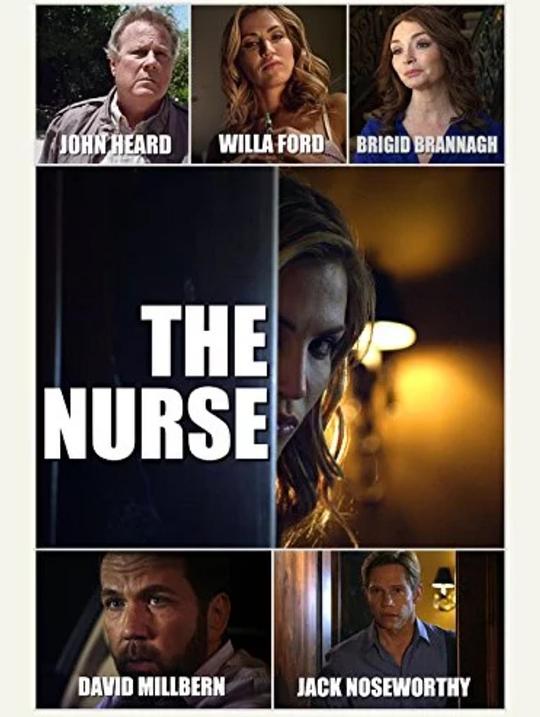 JOHN HEARD
WILLA FORD
BRIGID BRANNAGH
THE
NURSE
DAVID MILLBERN
JACK NOSEWORTHY